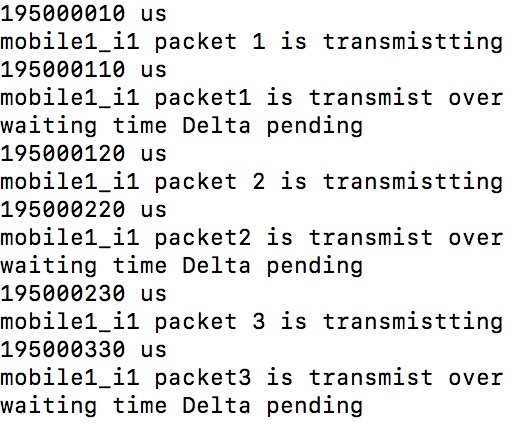 195000010 us
mobile1_i1 packet 1 is transmistting
195000110 us
mobile1_i1 packet1 is transmist over
waiting time Delta pending
195000120 us
mobile1_i1 packet 2 is transmistting
195000220 us
mobile1_i1 packet2 is transmist over
waiting time Delta pending
195000230 us
mobile1_i1 packet 3 is transmistting
195000330 us
mobile1_i1 packet3 is transmist over
waiting time Delta pending